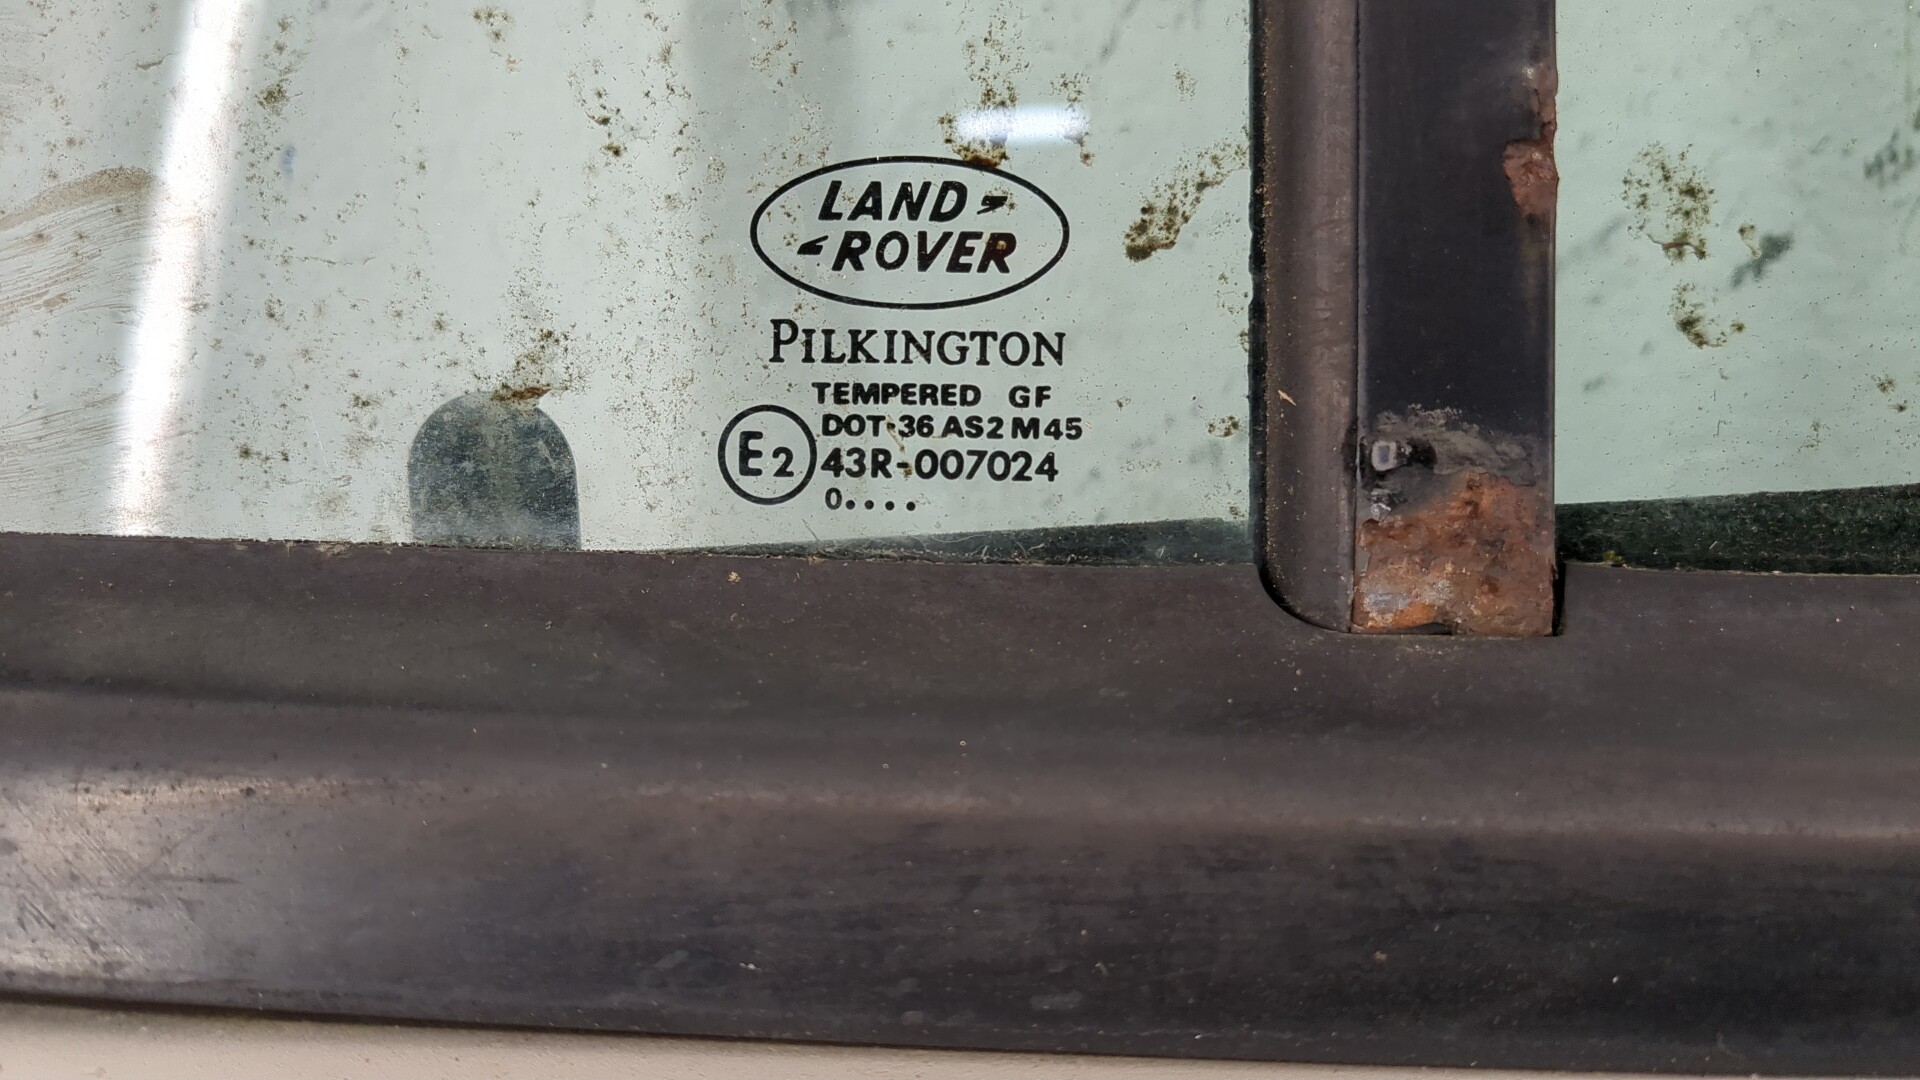 LAND
ROVER
PILKINGTON
TEMPERED GF
DOT·36 AS2 M45
E2 43R-007024
0....